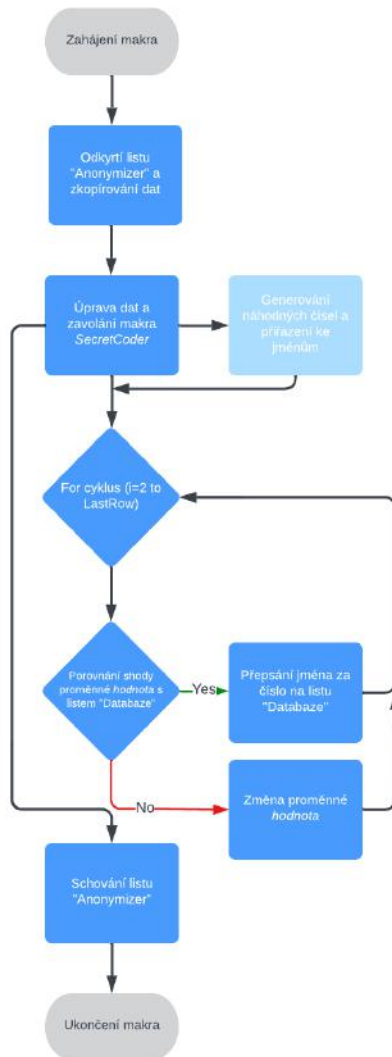 Zahájení makra
Odkyrtí listu
"Anonymizer" a
zkopírování dat
Úprava dat a
zavolání makra
SecretCoder
Generování
náhodných čísel a
přiřazení ke
jménům
For cyklus (i=2 to
LastRow)
Porovnání shody
proměnné hodnota s
listem "Databaze"
Yes
Přepsání jména za
číslo na listu
"Databaze"
No
Změna proměnné
hodnota
Schování listu
"Anonymizer"
Ukončení makra